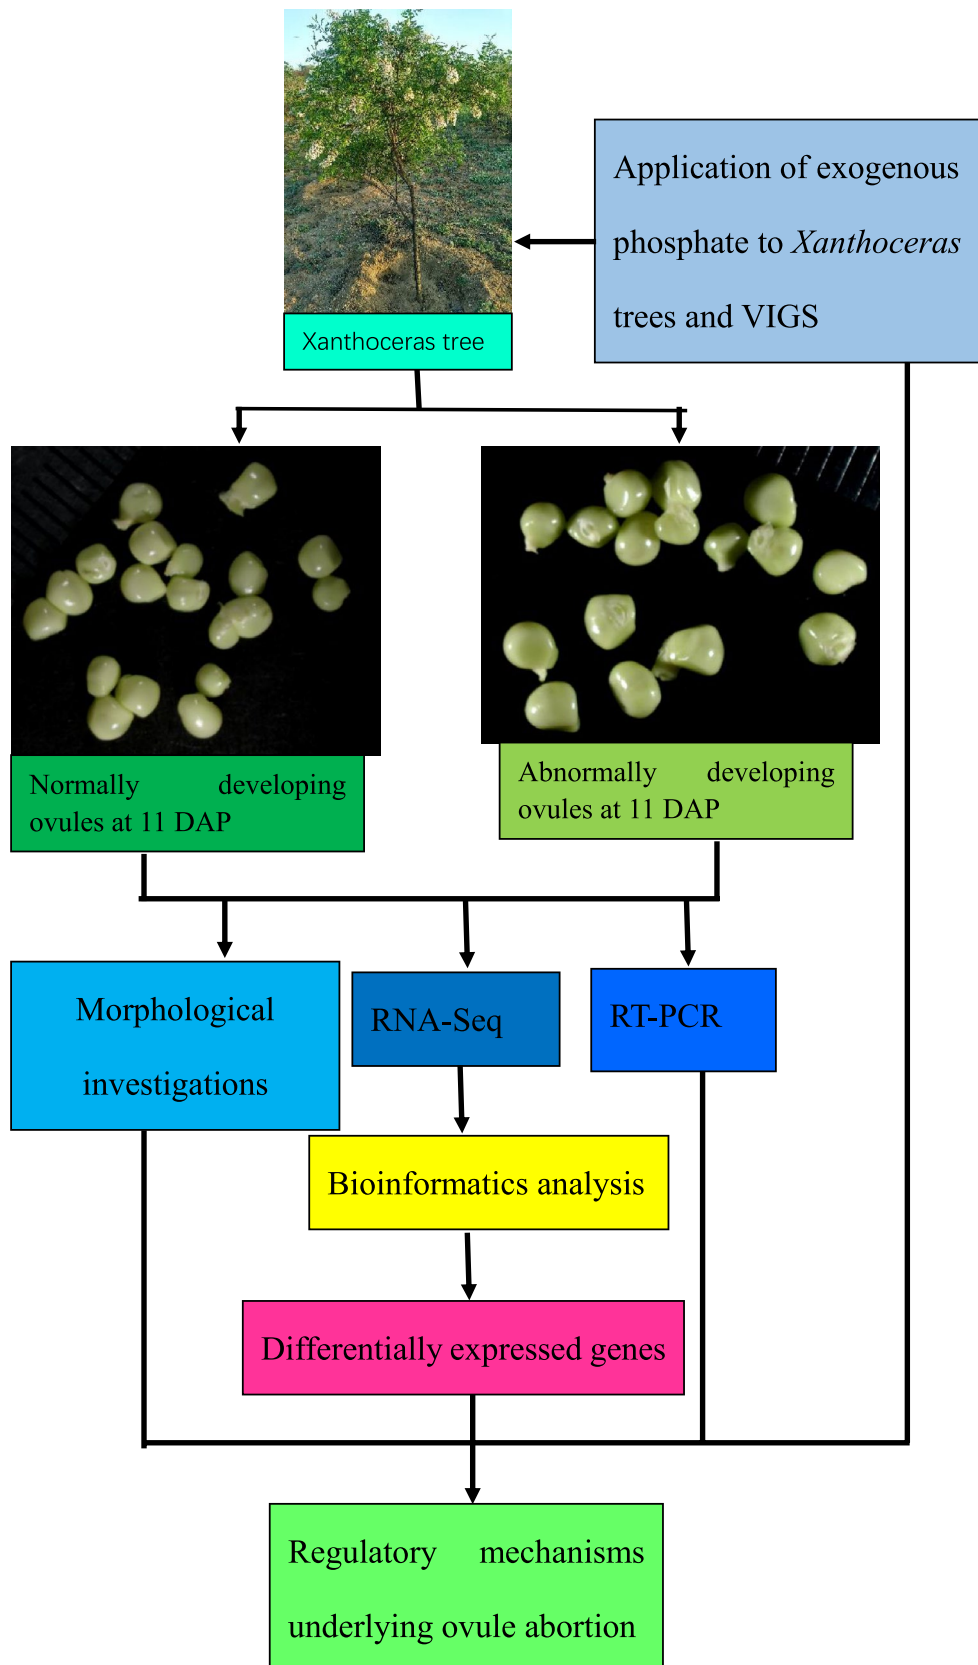 Application of exogenous
phosphate to Xanthoceras
trees and VIGS
Xanthoceras tree
Normally developing
ovules at 11 DAP
Abnormally developing
ovules at 11 DAP
Morphological
investigations
RNA-Seq
RT-PCR
Bioinformatics analysis
Differentially expressed genes
Regulatory mechanisms
underlying ovule abortion